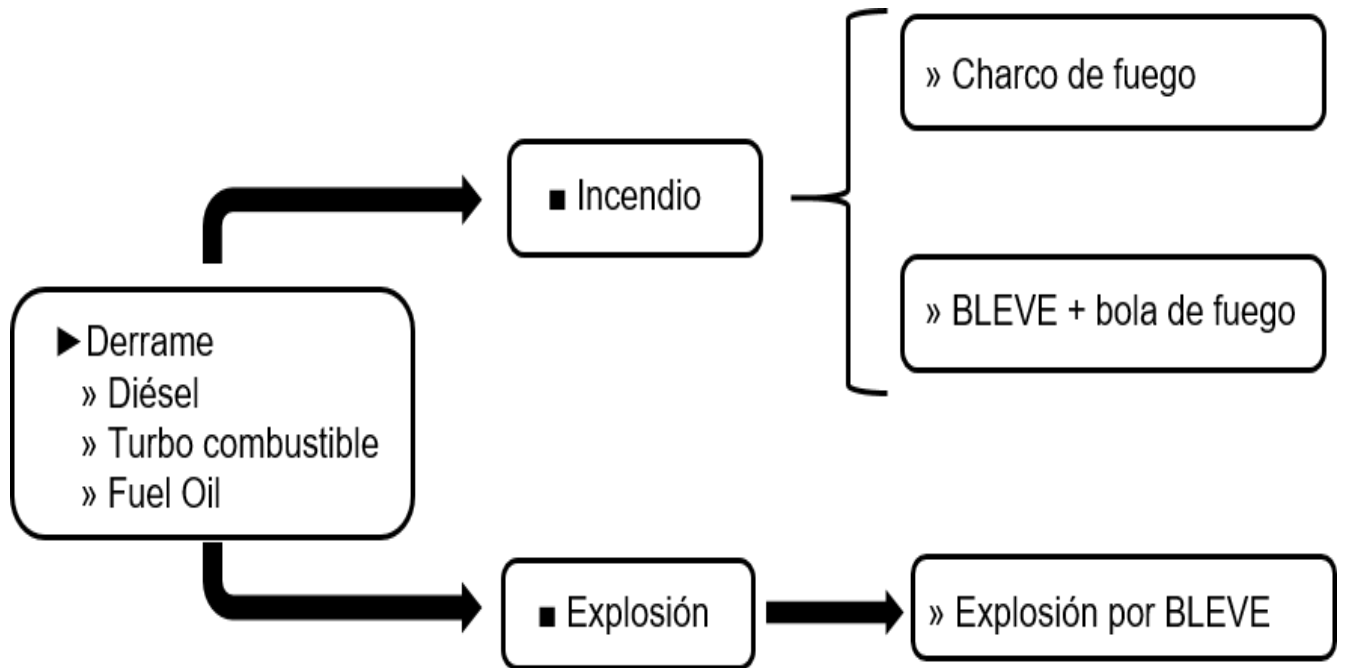 » Charco de fuego
■ Incendio
» BLEVE + bola de fuego
▶Derrame
» Diésel
» Turbo combustible
» Fuel Oil
■ Explosión
» Explosión por BLEVE